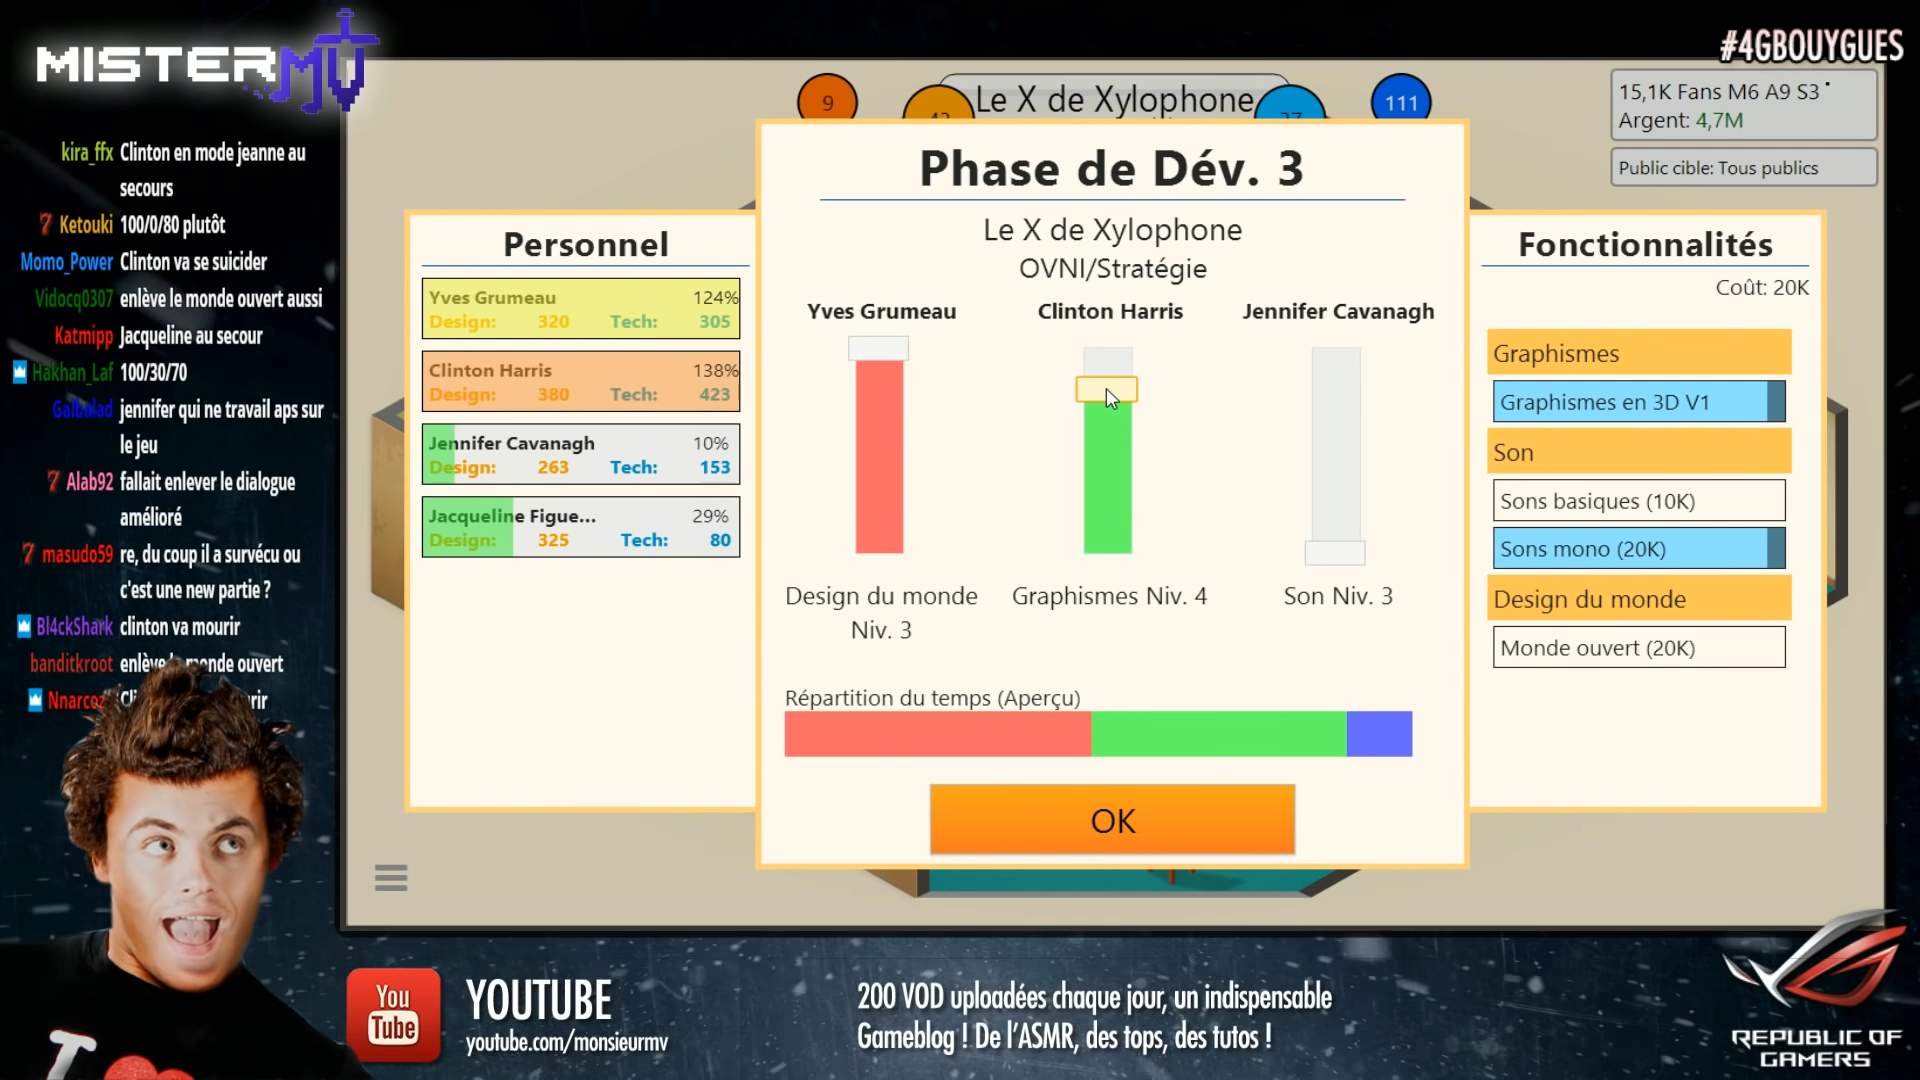 MISTERMV
#4GBOUYGUES
kira_ffx Clinton en mode jeanne au
secours
7 Ketouki 100/0/80 plutôt
Momo_Power Clinton va se suicider
Vidocq0307 enlève le monde ouvert aussi
Katmipp Jacqueline au secour
Hakhan_Laf 100/30/70
Galbalad jennifer qui ne travail aps sur
le jeu
7 Alab92 fallait enlever le dialogue
amélioré
7 masudo59 re, du coup il a survécu ou
c'est une new partie ?
Bl4ckShark clinton va mourir
banditkroot enlève monde ouvert
9
Le X de Xylophone
111
15,1K Fans M6 A9 S3
Argent: 4,7M
Public cible: Tous publics
Personnel
Yves Grumeau 124%
Design: 320 Tech: 305
Clinton Harris 138%
Design: 380 Tech: 423
Jennifer Cavanagh 10%
Design: 263 Tech: 153
Jacqueline Figue... 29%
Design: 325 Tech: 80
Phase de Dév. 3
Le X de Xylophone
OVNI/Stratégie
Yves Grumeau Clinton Harris Jennifer Cavanagh
Design du monde Graphismes Niv. 4 Son Niv. 3
Niv. 3
Répartition du temps (Aperçu)
OK
Fonctionnalités
Coût: 20K
Graphismes
Graphismes en 3D V1
Son
Sons basiques (10K)
Sons mono (20K)
Design du monde
Monde ouvert (20K)
You
Tube
YOUTUBE
youtube.com/monsieurmv
200 VOD uploadées chaque jour, un indispensable
Gameblog ! De l'ASMR, des tops, des tutos !
REPUBLIC OF
GAMERS
I